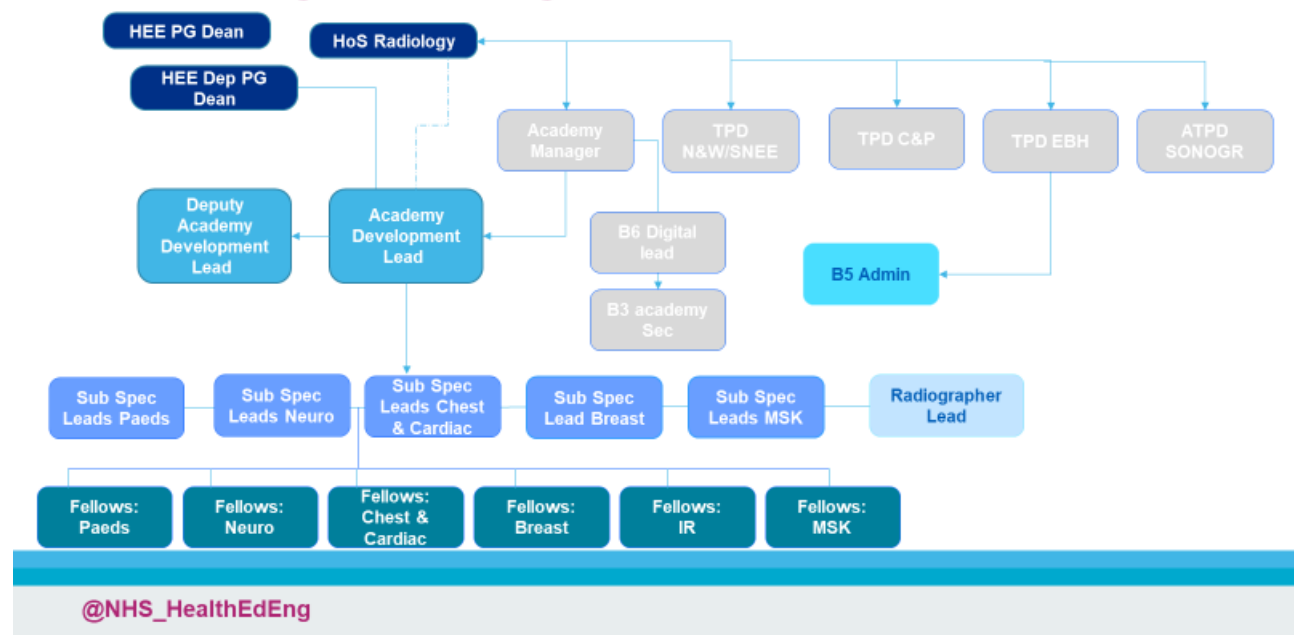 HEE PG Dean
HoS Radiology
HEE Dep PG
Dean
Academy
Manager
TPD
N&W/SNEE
TPD C&P
TPD EBH
ATPD
SONOGR
Deputy
Academy
Development
Lead
Academy
Development
Lead
B6 Digital
lead
B5 Admin
B3 academy
Sec
Sub Spec
Leads Paeds
Sub Spec
Leads Neuro
Sub Spec
Leads Chest
& Cardiac
Sub Spec
Lead Breast
Sub Spec
Leads MSK
Radiographer
Lead
Fellows:
Paeds
Fellows:
Neuro
Fellows:
Chest &
Cardiac
Fellows:
Breast
Fellows:
IR
Fellows:
MSK
@NHS_HealthEdEng